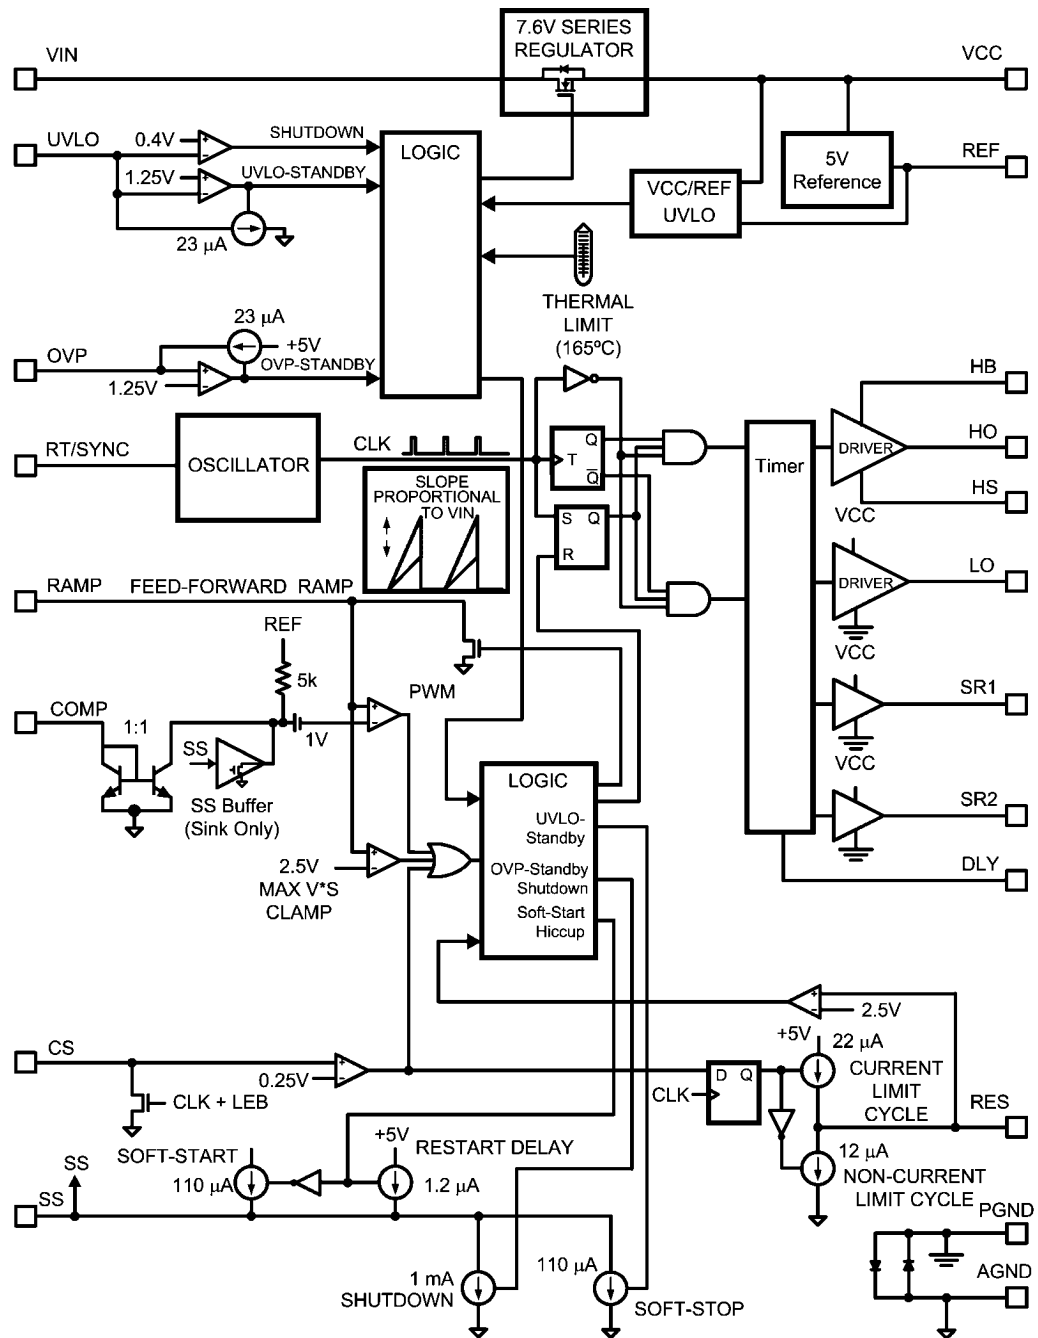 7.6V SERIES
REGULATOR
VIN
VCC
UVLO
0.4V
+
−
SHUTDOWN
LOGIC
5V
Reference
REF
1.25V
+
−
UVLO-STANDBY
VCC/REF
UVLO
23 µA
THERMAL
LIMIT
(165ºC)
23 µA
+5V
OVP
OVP-STANDBY
+
−
1.25V
HB
RT/SYNC
OSCILLATOR
CLK
T
Q
Q
Timer
DRIVER
HO
HS
VCC
SLOPE
PROPORTIONAL
TO VIN
S
Q
R
DRIVER
LO
VCC
RAMP
FEED-FORWARD RAMP
REF
5k
PWM
COMP
1:1
+
−
1V
SS
SS Buffer
(Sink Only)
SR1
VCC
LOGIC
UVLO-
Standby
OVP-Standby
Shutdown
Soft-Start
Hiccup
SR2
DLY
+
−
2.5V
MAX V*S
CLAMP
+
−
2.5V
CS
+
−
0.25V
CLK + LEB
D
Q
CLK
+5V
22 µA
CURRENT
LIMIT
CYCLE
RES
12 µA
NON-CURRENT
LIMIT CYCLE
SOFT-START
110 µA
+5V
RESTART DELAY
1.2 µA
SS
SS
1 mA
SHUTDOWN
110 µA
SOFT-STOP
PGND
AGND